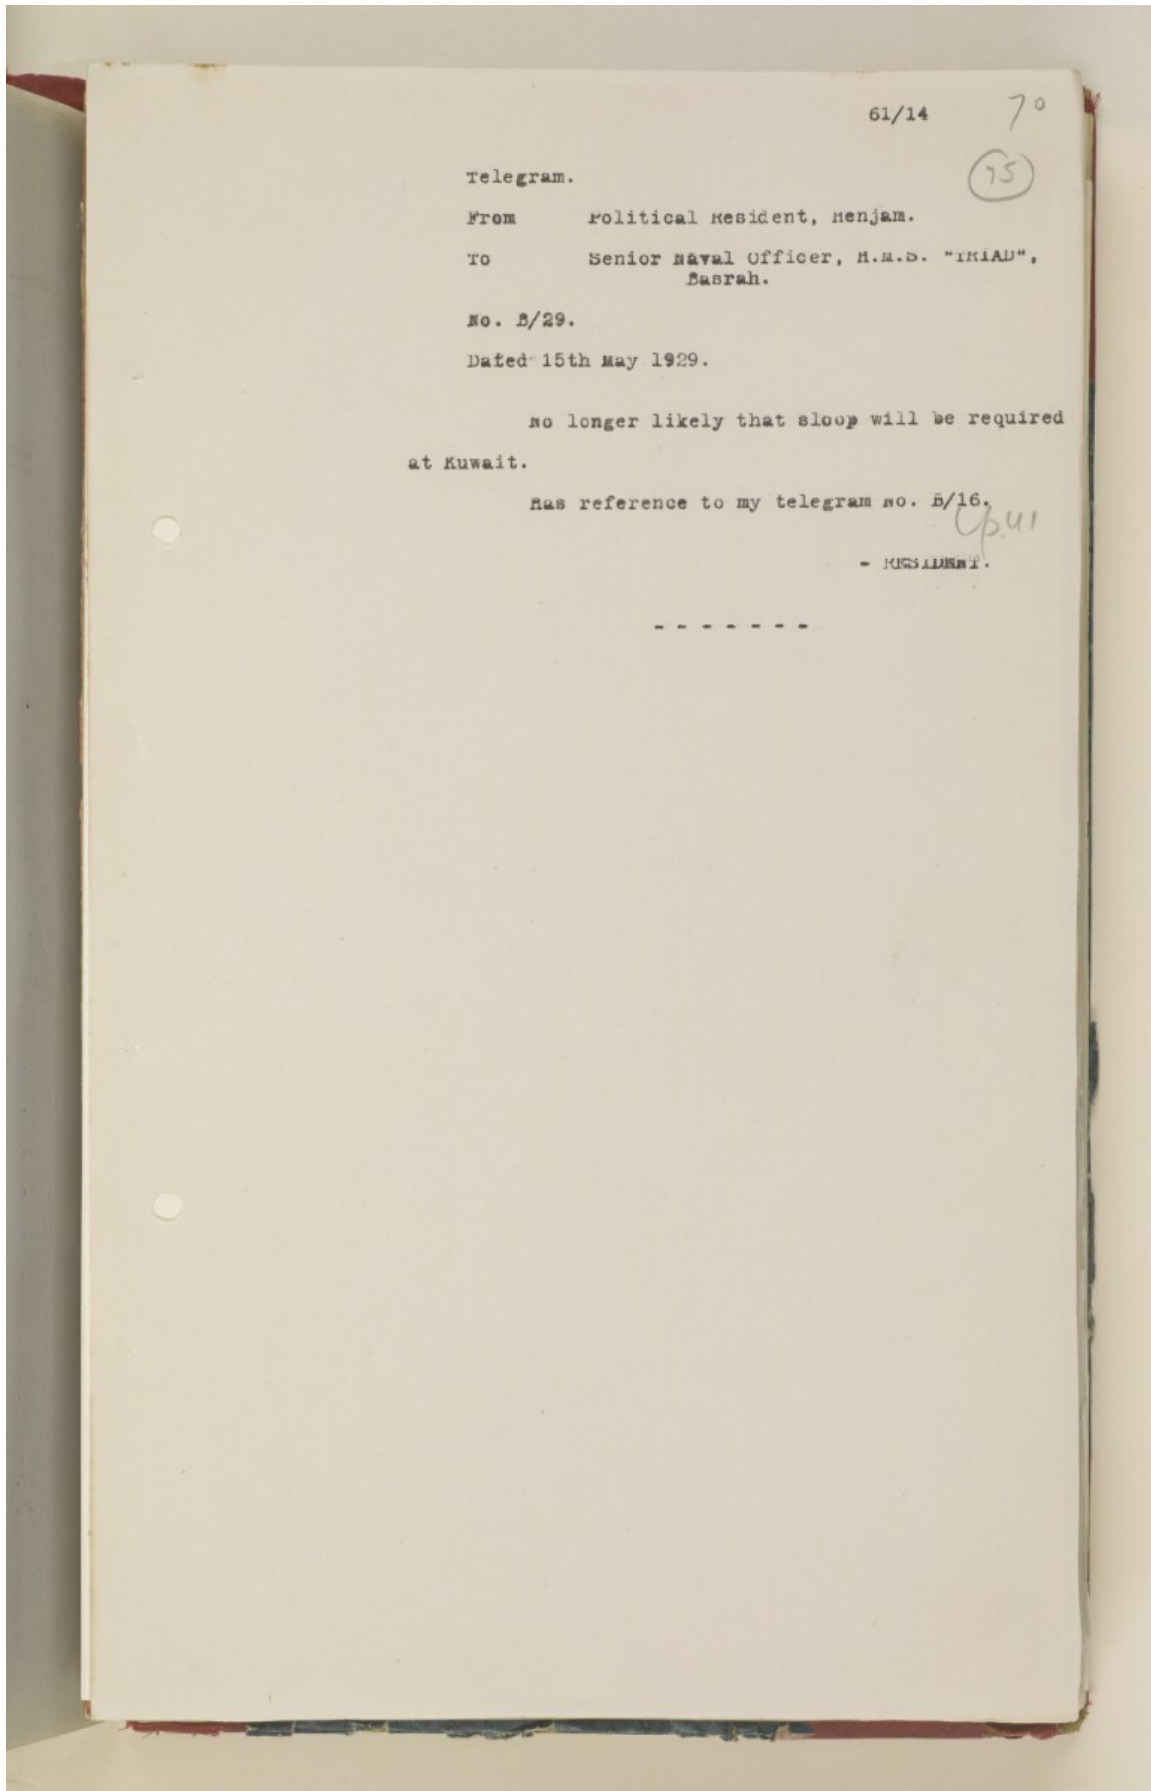 61/14 70
75
Telegram.
From Political Resident, Henjam.
To Senior Naval Officer, H.M.S. "TRIAD",
Basrah.
No. B/29.
Dated 15th May 1929.
No longer likely that sloop will be required
at Kuwait.
Has reference to my telegram No. B/16.
p.41
- RESIDENT.
- - - - - - -